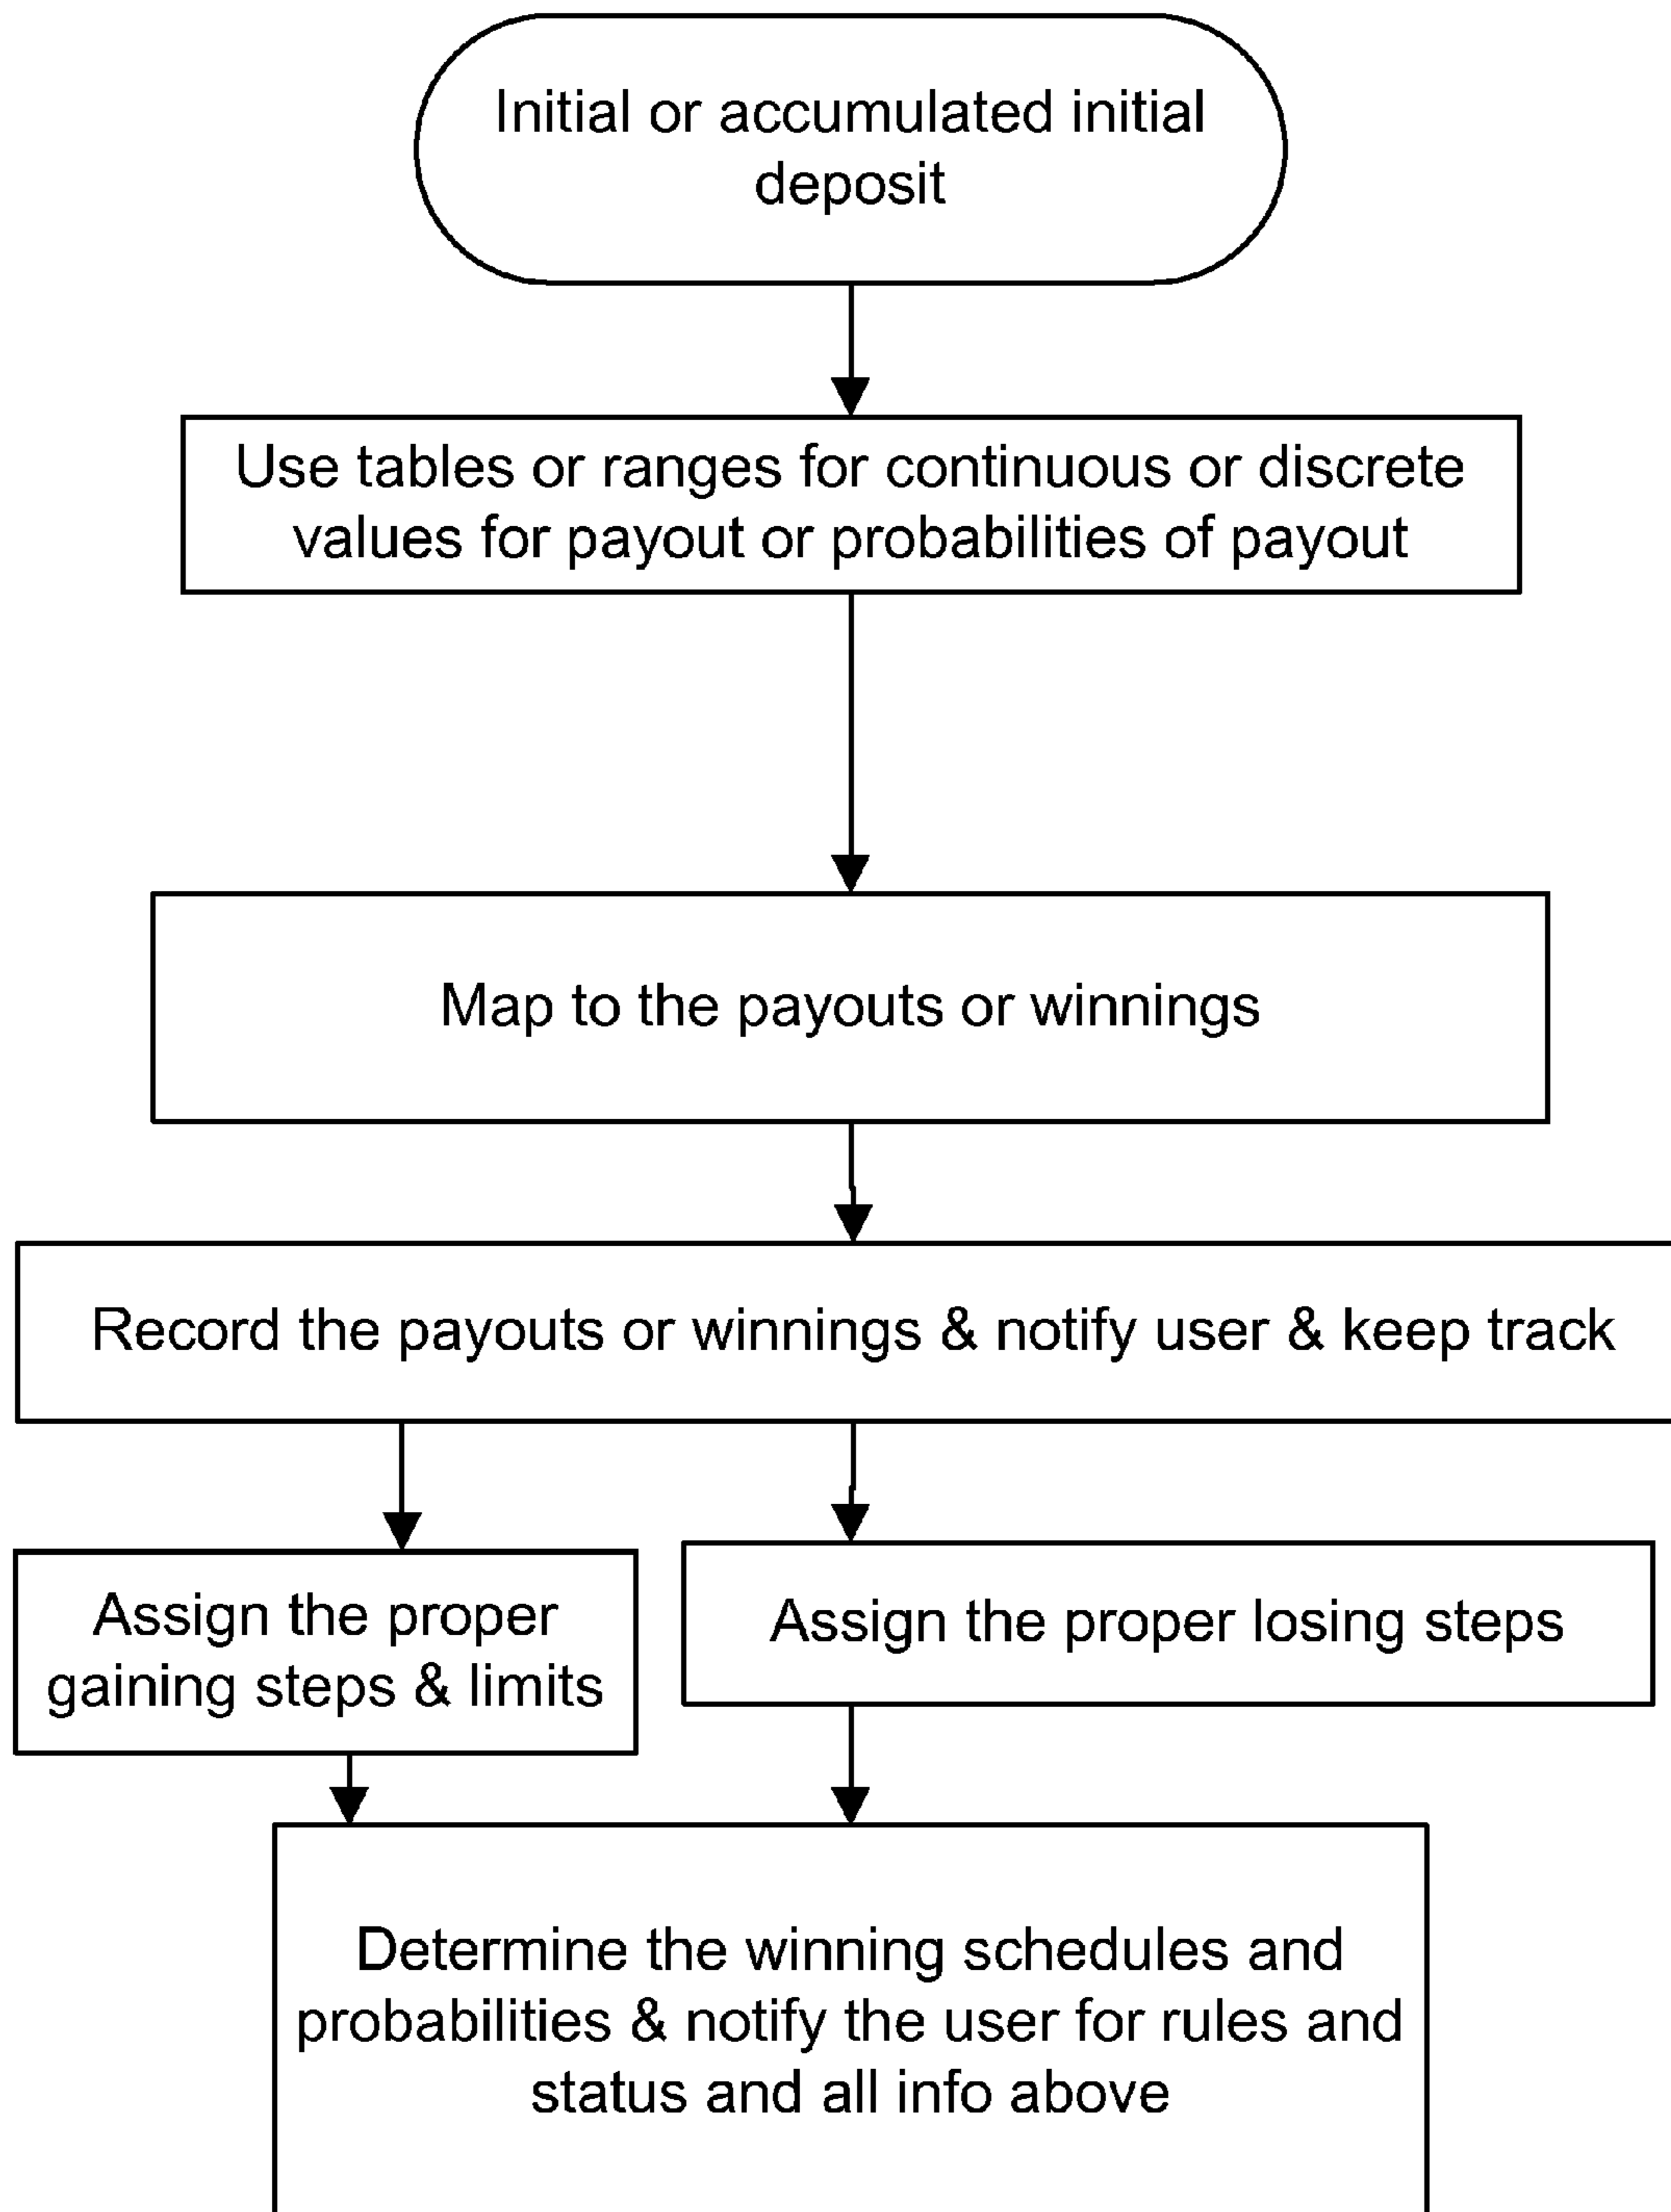 Initial or accumulated initial
deposit
Use tables or ranges for continuous or discrete
values for payout or probabilities of payout
Map to the payouts or winnings
Record the payouts or winnings & notify user & keep track
Assign the proper
gaining steps & limits
Assign the proper losing steps
Determine the winning schedules and
probabilities & notify the user for rules and
status and all info above